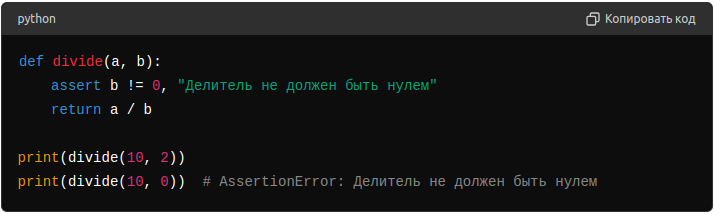 python
Копировать код
def divide(a, b):
    assert b != 0, "Делитель не должен быть нулем"
    return a / b
print(divide(10, 2))
print(divide(10, 0))  # AssertionError: Делитель не должен быть нулем